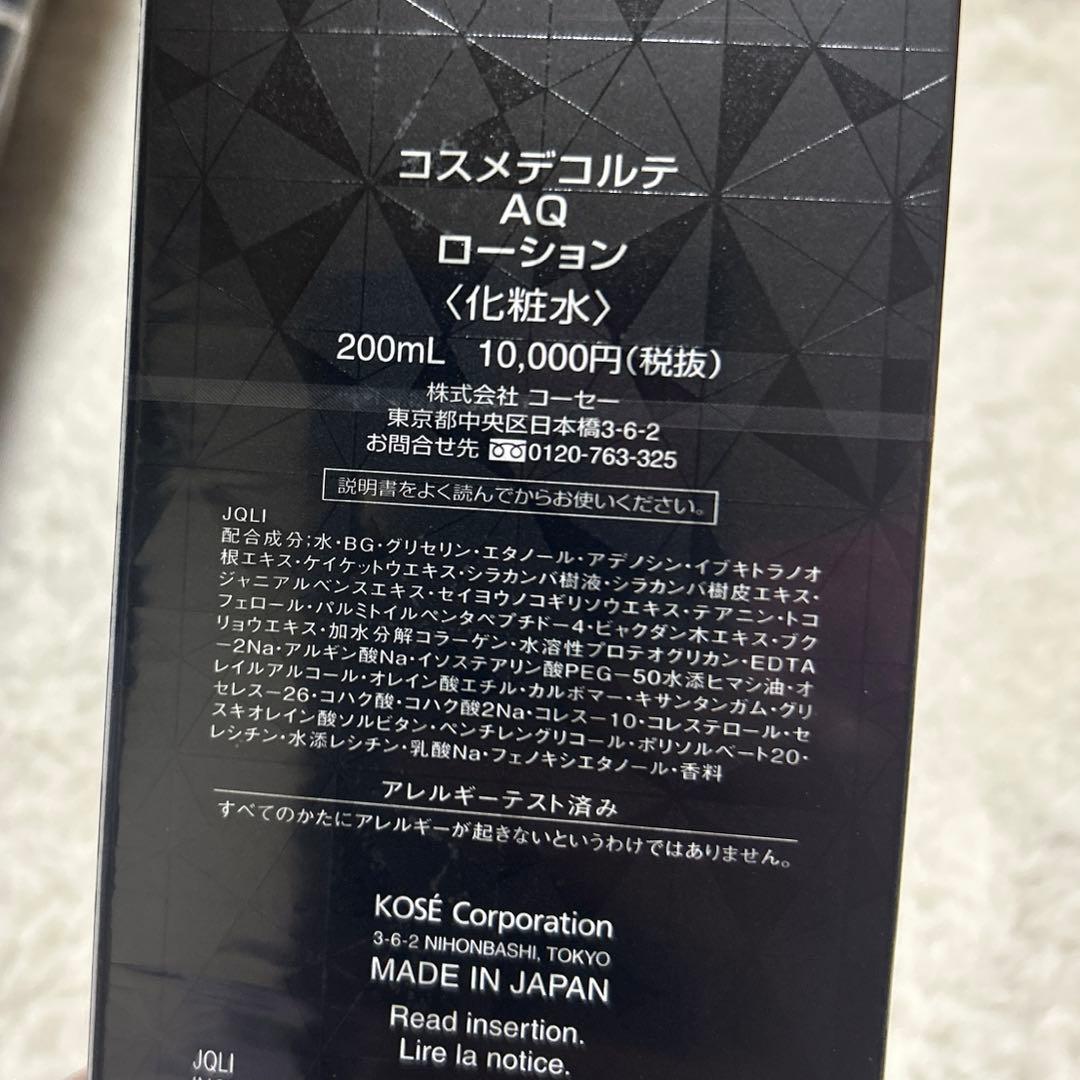 コスメデコルテ
AQ
ローション
〈化粧水〉
200mL 10,000円(税抜)
株式会社 コーセー
東京都中央区日本橋3-6-2
お問合せ先 0120-763-325
説明書をよく読んでからお使いください。
JQLI
配合成分;水・BG・グリセリン・エタノール・アデノシン・イブキトラノオ
根エキス・ケイケットウエキス・シラカンバ樹液・シラカンバ樹皮エキス・
ジャニアルベンスエキス・セイヨウノコギリソウエキス・テアニン・トコ
フェロール・パルミトイルペンタペプチド-4・ビャクダン木エキス・ブク
リョウエキス・加水分解コラーゲン・水溶性プロテオグリカン・EDTA
-2Na・アルギン酸Na・イソステアリン酸PEG-50水添ヒマシ油・オ
レイルアルコール・オレイン酸エチル・カルボマー・キサンタンガム・グリ
セレス-26・コハク酸・コハク酸2Na・コレス-10・コレステロール・セ
スキオレイン酸ソルビタン・ペンチレングリコール・ポリソルベート20・
レシチン・水添レシチン・乳酸Na・フェノキシエタノール・香料
アレルギーテスト済み
すべてのかたにアレルギーが起きないというわけではありません。
KOSÉ Corporation
3-6-2 NIHONBASHI, TOKYO
MADE IN JAPAN
Read insertion.
Lire la notice.
JQLI